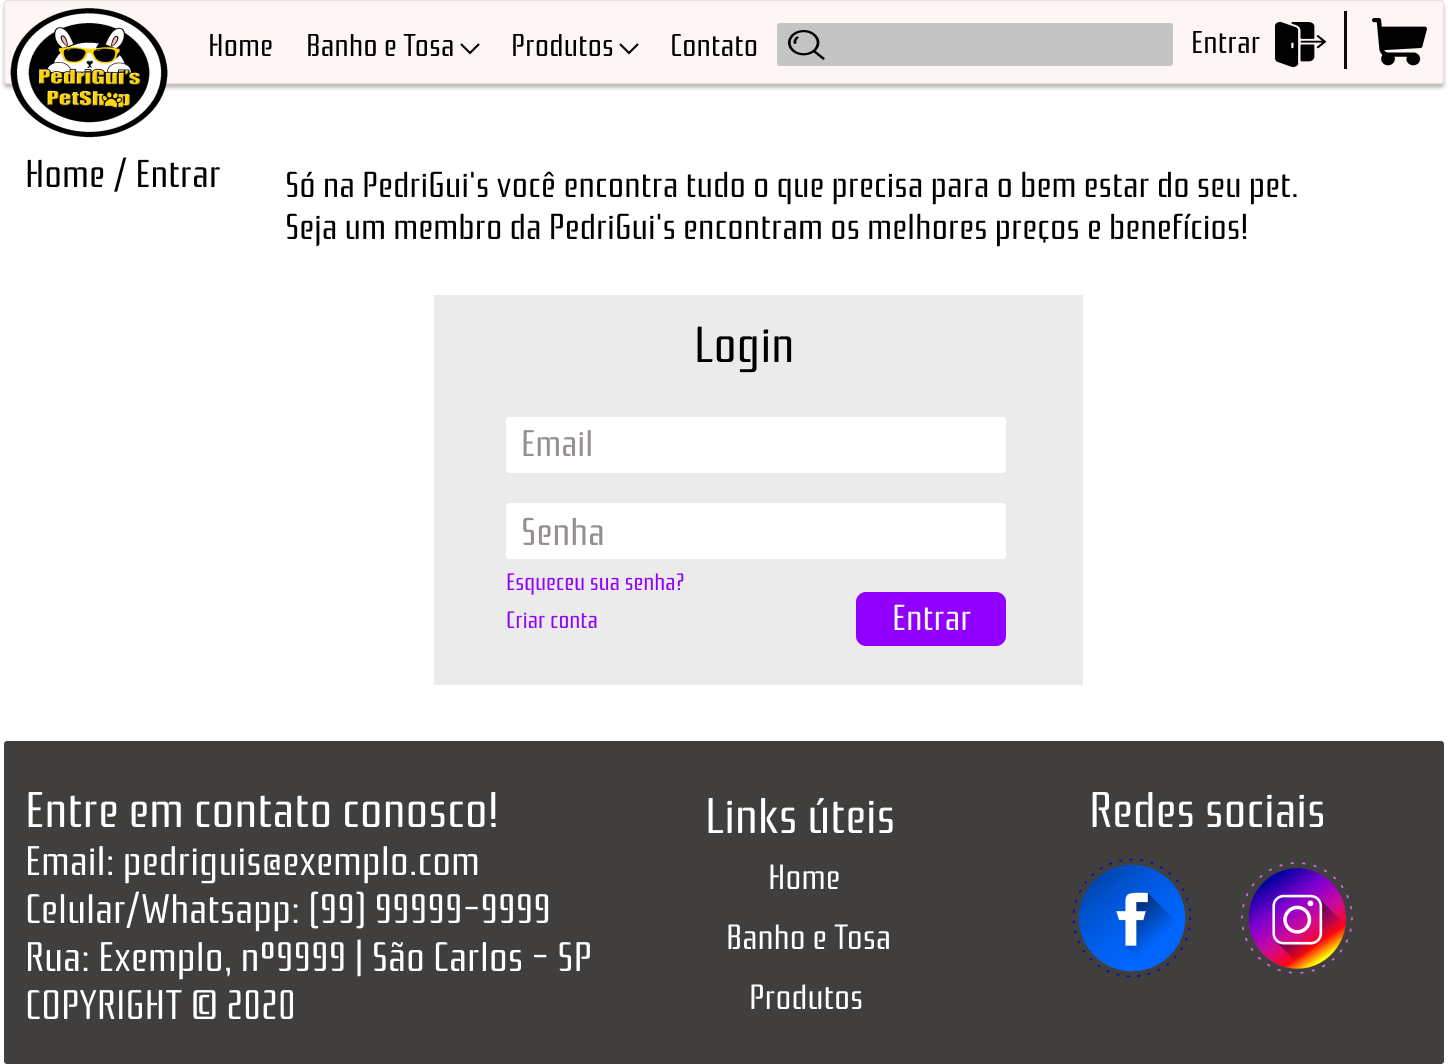 PedriGui's
PetShop
Home Banho e Tosa Produtos Contato Entrar
Home / Entrar
Só na PedriGui's você encontra tudo o que precisa para o bem estar do seu pet.
Seja um membro da PedriGui's encontram os melhores preços e benefícios!
Login
Email
Senha
Esqueceu sua senha?
Criar conta
Entrar
Entre em contato conosco!
Email: pedriguis@exemplo.com
Celular/Whatsapp: (99) 99999-9999
Rua: Exemplo, nº9999 | São Carlos - SP
COPYRIGHT © 2020
Links úteis
Home
Banho e Tosa
Produtos
Redes sociais